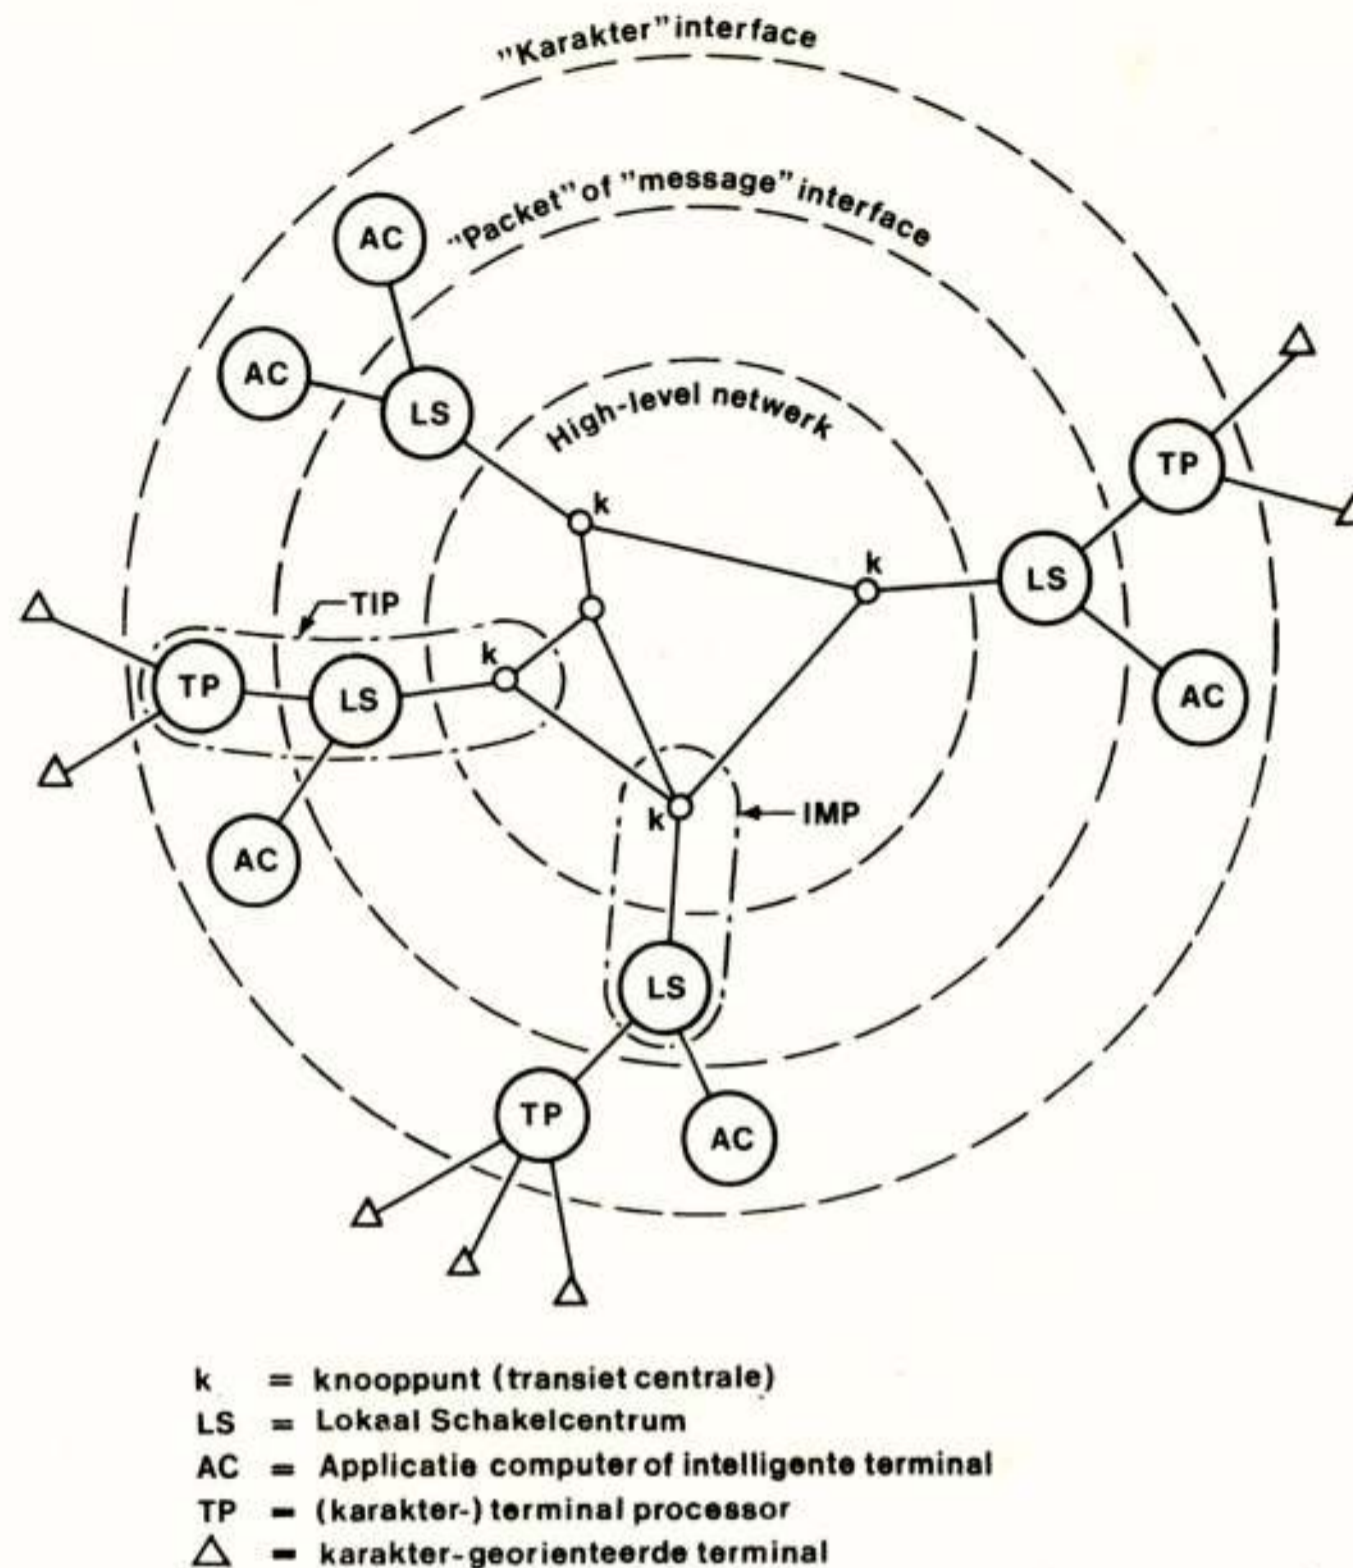 "Karakter" interface
"Packet" of "message" interface
High-level netwerk
AC
AC
LS
k
k
TP
LS
AC
TIP
k
TP
LS
AC
k
IMP
LS
TP
AC
k = knooppunt (transiet centrale)
LS = Lokaal Schakelcentrum
AC = Applicatie computer of intelligente terminal
TP = (karakter-) terminal processor
△ = karakter-georienteerde terminal